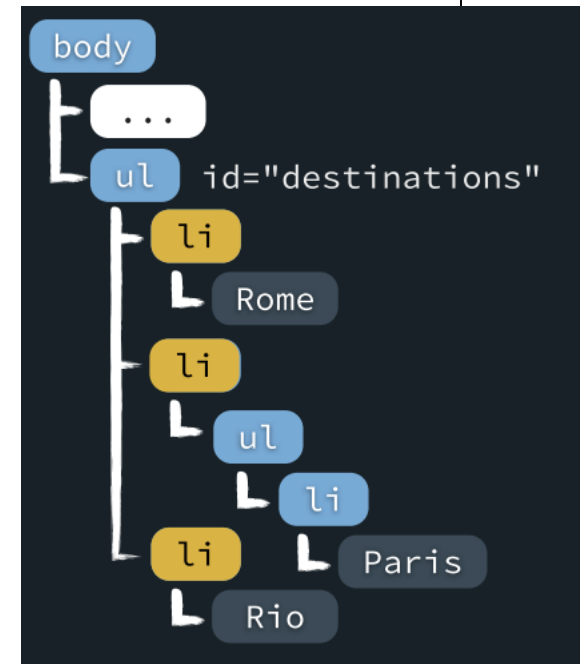 body
...
ul id="destinations"
li
Rome
li
ul
li
li Paris
Rio